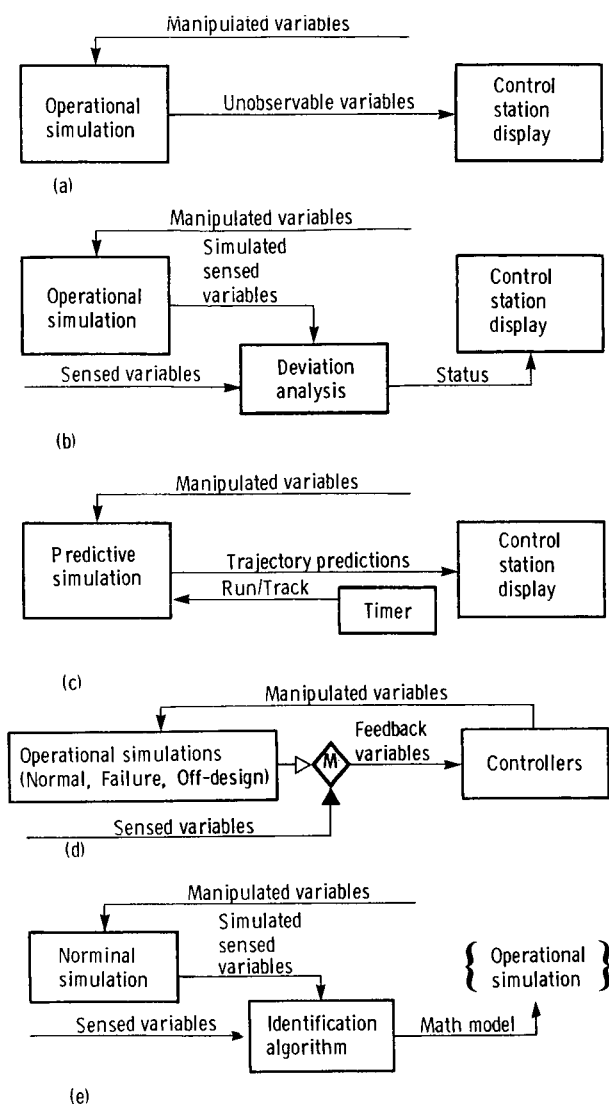 Manipulated variables
Operational
simulation
Unobservable variables
Control
station
display
(a)
Manipulated variables
Operational
simulation
Simulated
sensed
variables
Control
station
display
Sensed variables
Deviation
analysis
Status
(b)
Manipulated variables
Predictive
simulation
Trajectory predictions
Run/Track
Timer
Control
station
display
(c)
Manipulated variables
Operational simulations
(Normal, Failure, Off-design)
M
Feedback
variables
Controllers
Sensed variables
(d)
Manipulated variables
Norminal
simulation
Simulated
sensed
variables
{ Operational
simulation }
Sensed variables
Identification
algorithm
Math model
(e)